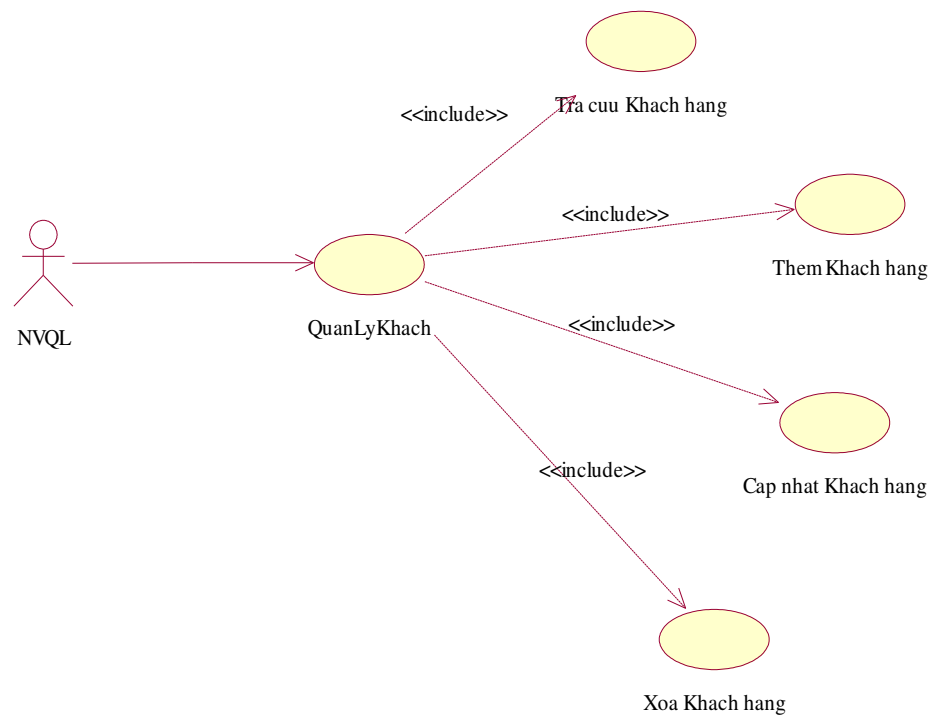 Tra cuu Khach hang
<<include>>
<<include>>
Them Khach hang
NVQL
QuanLyKhach
<<include>>
<<include>>
Cap nhat Khach hang
Xoa Khach hang